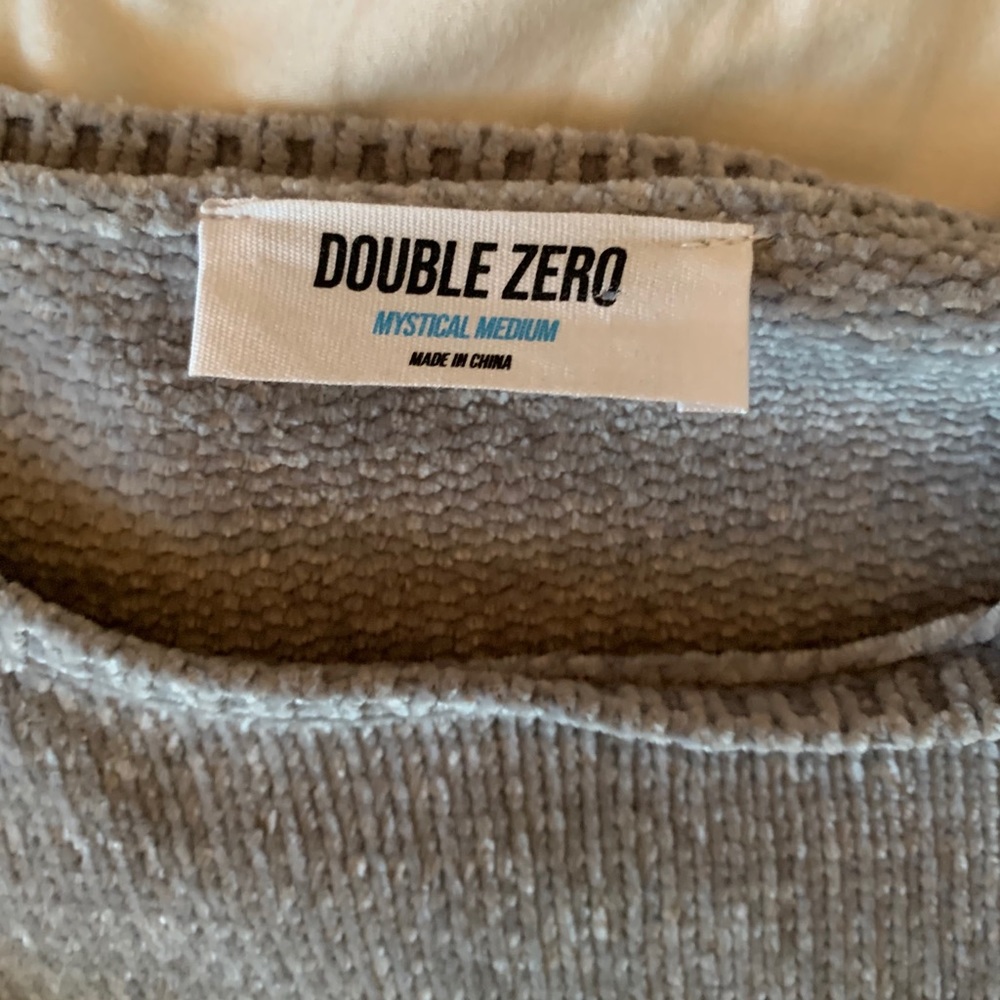 DOUBLE ZERO
MYSTICAL MEDIUM
MADE IN CHINA